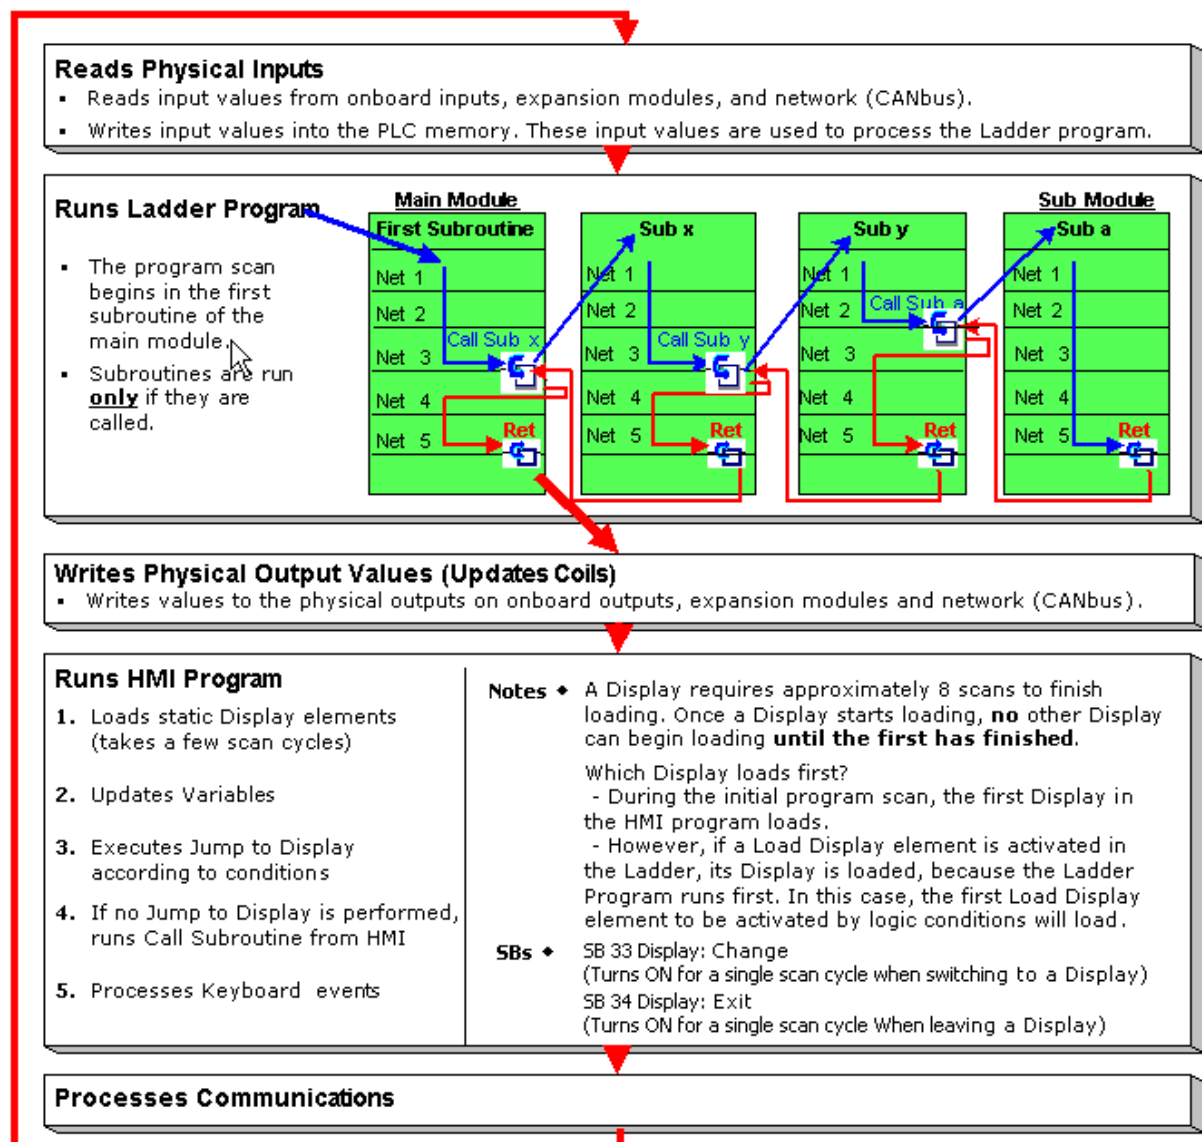 Reads Physical Inputs
▪ Reads input values from onboard inputs, expansion modules, and network (CANbus).
▪ Writes input values into the PLC memory. These input values are used to process the Ladder program.
Runs Ladder Program
▪ The program scan
begins in the first
subroutine of the
main module.
▪ Subroutines are run
only if they are
called.
Main Module
First Subroutine
Net 1
Net 2
Call Sub x
Net 3
Net 4
Net 5
Ret
Sub x
Net 1
Net 2
Call Sub y
Net 3
Net 4
Net 5
Ret
Sub y
Net 1
Call Sub a
Net 2
Net 3
Net 4
Net 5
Ret
Sub Module
Sub a
Net 1
Net 2
Net 3
Net 4
Net 5
Ret
Writes Physical Output Values (Updates Coils)
▪ Writes values to the physical outputs on onboard outputs, expansion modules and network (CANbus).
Runs HMI Program
1. Loads static Display elements
(takes a few scan cycles)
2. Updates Variables
3. Executes Jump to Display
according to conditions
4. If no Jump to Display is performed,
runs Call Subroutine from HMI
5. Processes Keyboard events
Notes ◆ A Display requires approximately 8 scans to finish
loading. Once a Display starts loading, no other Display
can begin loading until the first has finished.
Which Display loads first?
- During the initial program scan, the first Display in
the HMI program loads.
- However, if a Load Display element is activated in
the Ladder, its Display is loaded, because the Ladder
Program runs first. In this case, the first Load Display
element to be activated by logic conditions will load.
SBs ◆ SB 33 Display: Change
(Turns ON for a single scan cycle when switching to a Display)
SB 34 Display: Exit
(Turns ON for a single scan cycle When leaving a Display)
Processes Communications